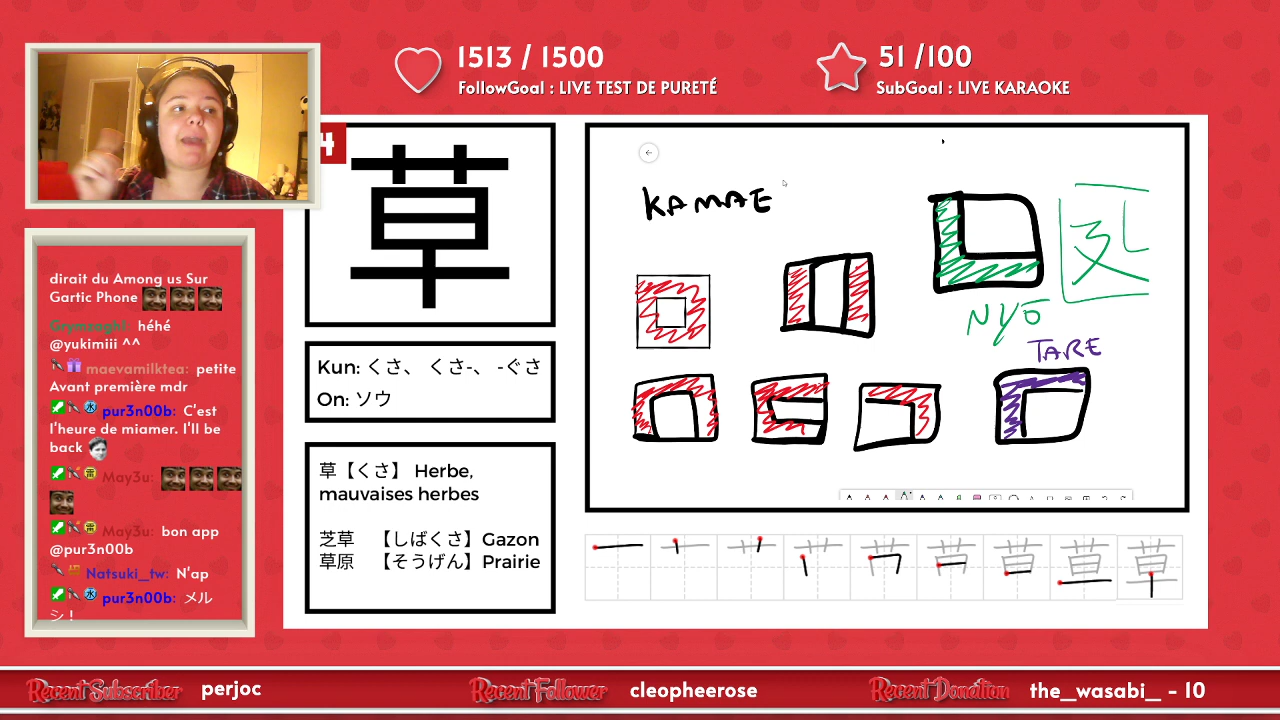 1513 / 1500
FollowGoal : LIVE TEST DE PURETÉ
51 /100
SubGoal : LIVE KARAOKE
4
草
Kun: くさ、 くさ-、 -ぐさ
On: ソウ
草【くさ】 Herbe,
mauvaises herbes
芝草 【しばくさ】Gazon
草原 【そうげん】Prairie
KAMAE
NYŌ
TARE
dirait du Among us Sur
Gartic Phone
Grymzogh1: héhé
@yukimiii ^^
maevamilktea: petite
Avant première mdr
pur3n00b: C'est
l'heure de miamer. I'll be
back
May3u:
May3u: bon app
@pur3n00b
Natsuki_tw: N'ap
pur3n00b: メル
シ！
草
Recent Subscriber perjoc
Recent Follower cleopheerose
Recent Donation the_wasabi_ - 10